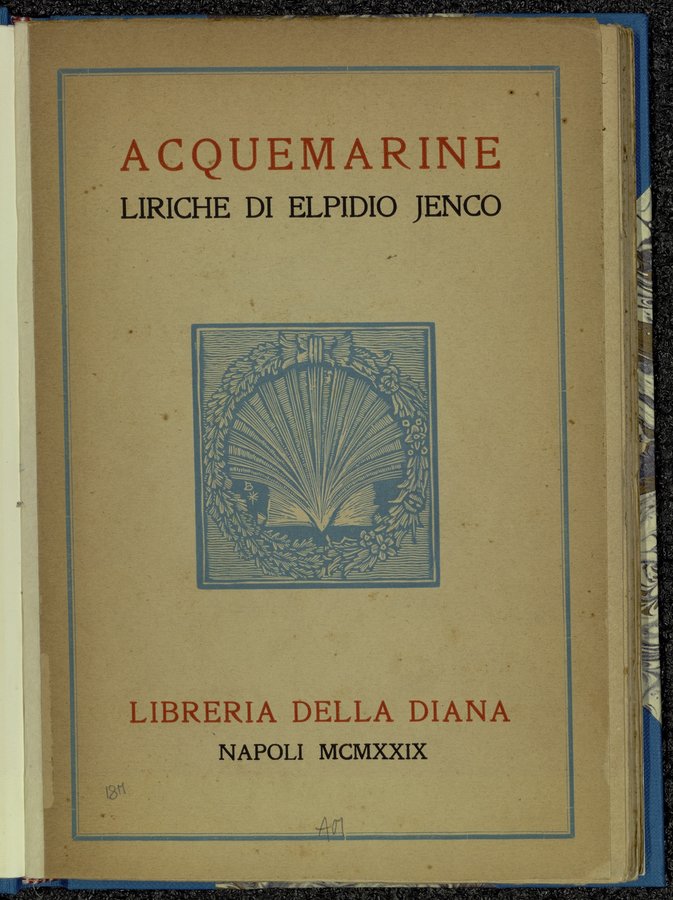 ACQUEMARINE
LIRICHE DI ELPIDIO JENCO
B
LIBRERIA DELLA DIANA
NAPOLI MCMXXIX